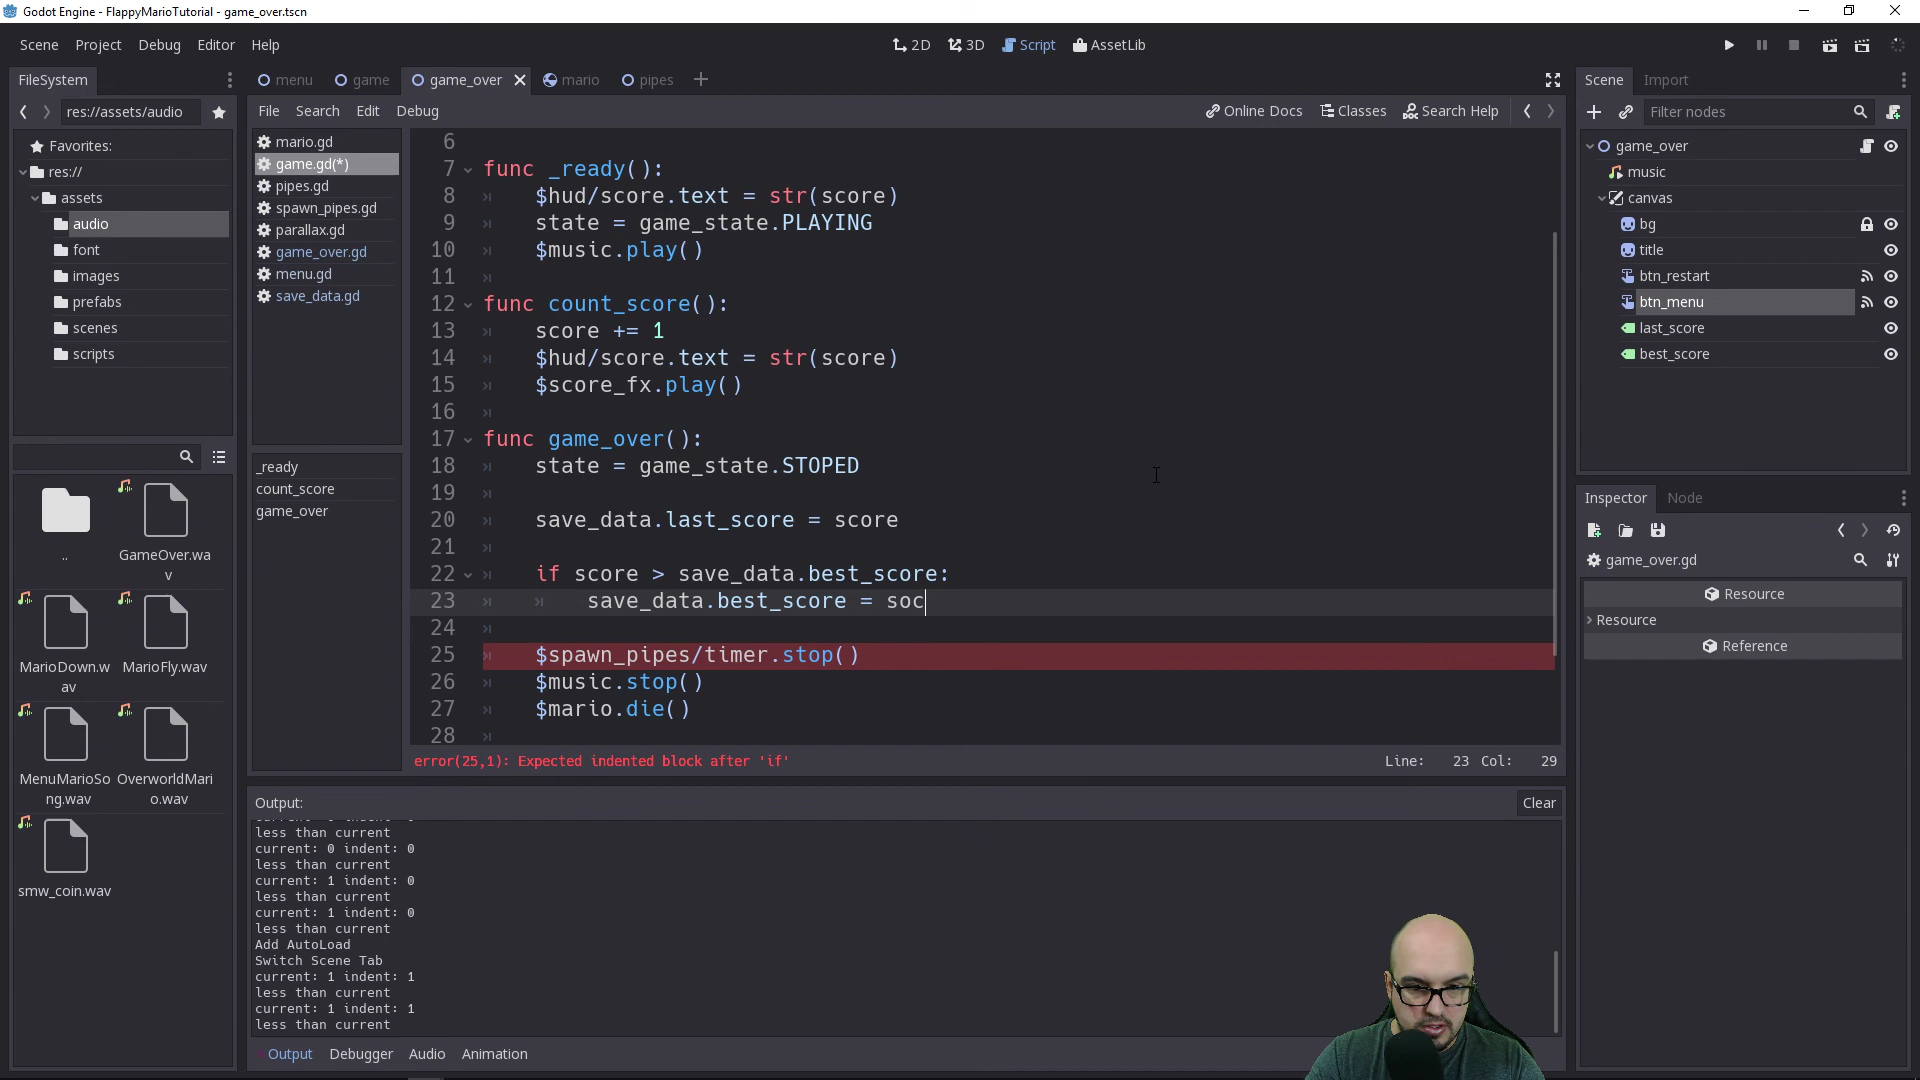 Godot Engine - FlappyMarioTutorial - game_over.tscn
Scene Project Debug Editor Help
2D 3D Script AssetLib
FileSystem
menu game game_over mario pipes
Scene Import
res://assets/audio
File Search Edit Debug
Online Docs Classes Search Help
Filter nodes
Favorites:
res://
assets
audio
font
images
prefabs
scenes
scripts
mario.gd
game.gd(*)
pipes.gd
spawn_pipes.gd
parallax.gd
game_over.gd
menu.gd
save_data.gd
_ready
count_score
game_over
6
7 func _ready():
8 $hud/score.text = str(score)
9 state = game_state.PLAYING
10 $music.play()
11
12 func count_score():
13 score += 1
14 $hud/score.text = str(score)
15 $score_fx.play()
16
17 func game_over():
18 state = game_state.STOPED
19
20 save_data.last_score = score
21
22 if score > save_data.best_score:
23 save_data.best_score = soc
24
25 $spawn_pipes/timer.stop()
26 $music.stop()
27 $mario.die()
28
error(25,1): Expected indented block after 'if'
Line: 23 Col: 29
game_over
music
canvas
bg
title
btn_restart
btn_menu
last_score
best_score
Inspector Node
game_over.gd
Resource
Resource
Reference
..
GameOver.wa
v
MarioDown.w
av
MarioFly.wav
MenuMarioSo
ng.wav
OverworldMari
o.wav
smw_coin.wav
Output:
Clear
less than current
current: 0 indent: 0
less than current
current: 1 indent: 0
less than current
current: 1 indent: 0
less than current
Add AutoLoad
Switch Scene Tab
current: 1 indent: 1
less than current
current: 1 indent: 1
less than current
Output Debugger Audio Animation